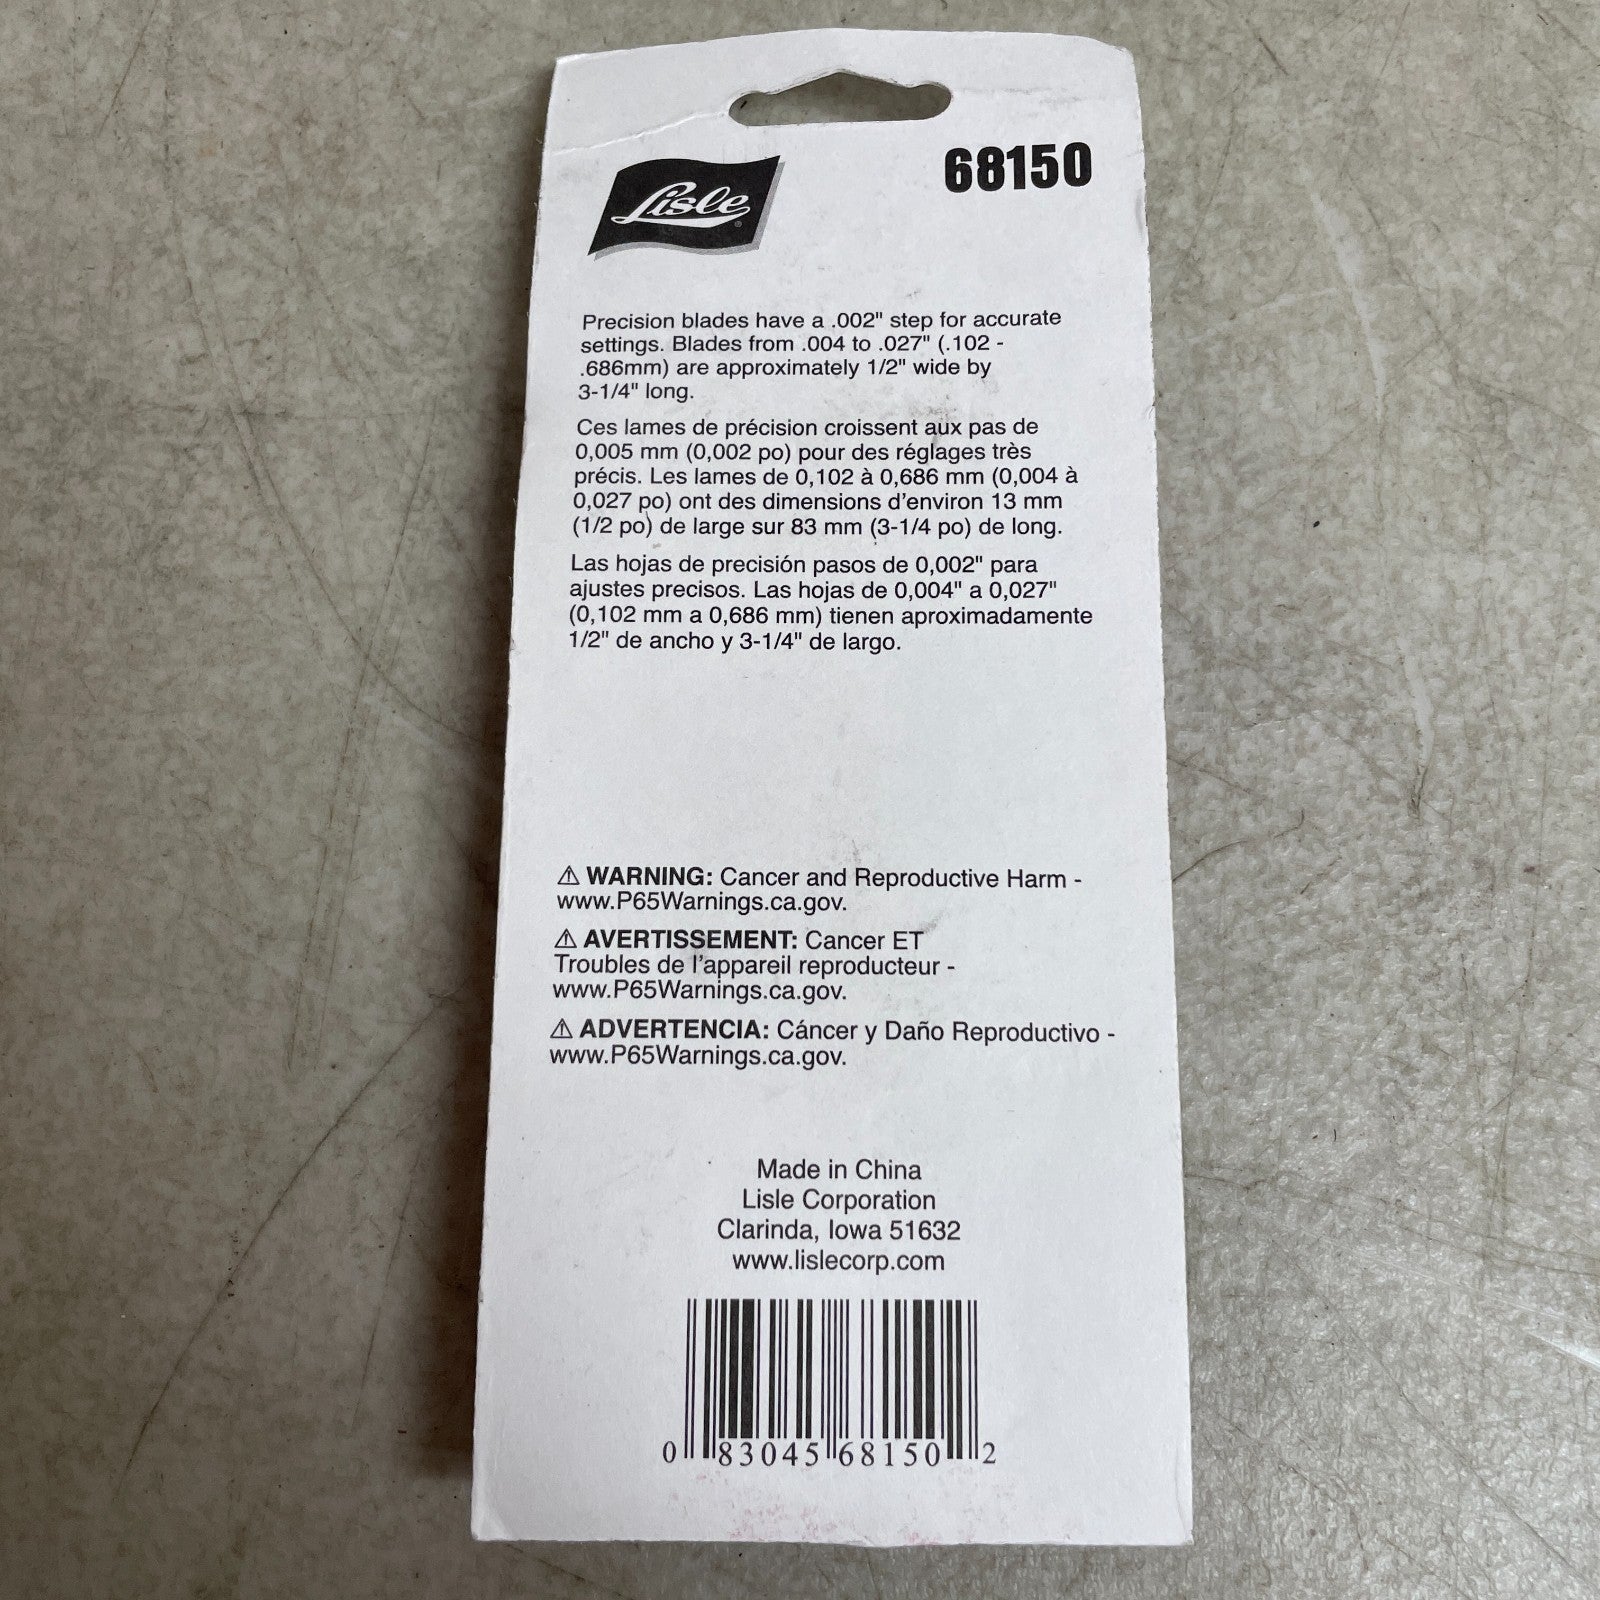 68150
Lisle®
Precision blades have a .002" step for accurate
settings. Blades from .004 to .027" (.102 -
.686mm) are approximately 1/2" wide by
3-1/4" long.
Ces lames de précision croissent aux pas de
0,005 mm (0,002 po) pour des réglages très
précis. Les lames de 0,102 à 0,686 mm (0,004 à
0,027 po) ont des dimensions d'environ 13 mm
(1/2 po) de large sur 83 mm (3-1/4 po) de long.
Las hojas de precisión pasos de 0,002" para
ajustes precisos. Las hojas de 0,004" a 0,027"
(0,102 mm a 0,686 mm) tienen aproximadamente
1/2" de ancho y 3-1/4" de largo.
⚠ WARNING: Cancer and Reproductive Harm -
www.P65Warnings.ca.gov.
⚠ AVERTISSEMENT: Cancer ET
Troubles de l'appareil reproducteur -
www.P65Warnings.ca.gov.
⚠ ADVERTENCIA: Cáncer y Daño Reproductivo -
www.P65Warnings.ca.gov.
Made in China
Lisle Corporation
Clarinda, Iowa 51632
www.lislecorp.com
0 83045 68150 2